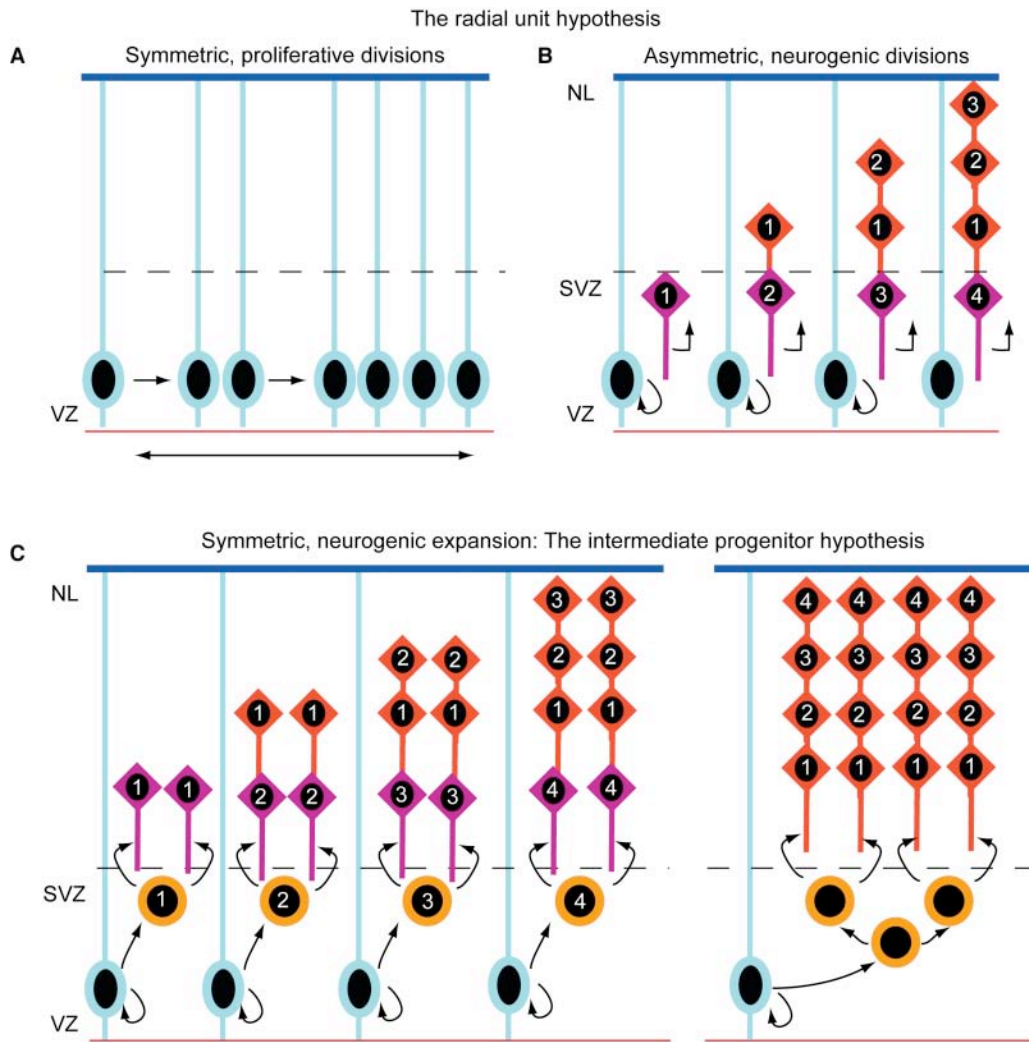 The radial unit hypothesis
A
Symmetric, proliferative divisions
VZ
B
Asymmetric, neurogenic divisions
NL
3
2 2
1 1 1
SVZ
1 2 3 4
VZ
C
Symmetric, neurogenic expansion: The intermediate progenitor hypothesis
NL
3 3
2 2 2 2
1 1 1 1 1 1
1 1 2 2 3 3 4 4
SVZ
1 2 3 4
VZ
4 4 4 4
3 3 3 3
2 2 2 2
1 1 1 1